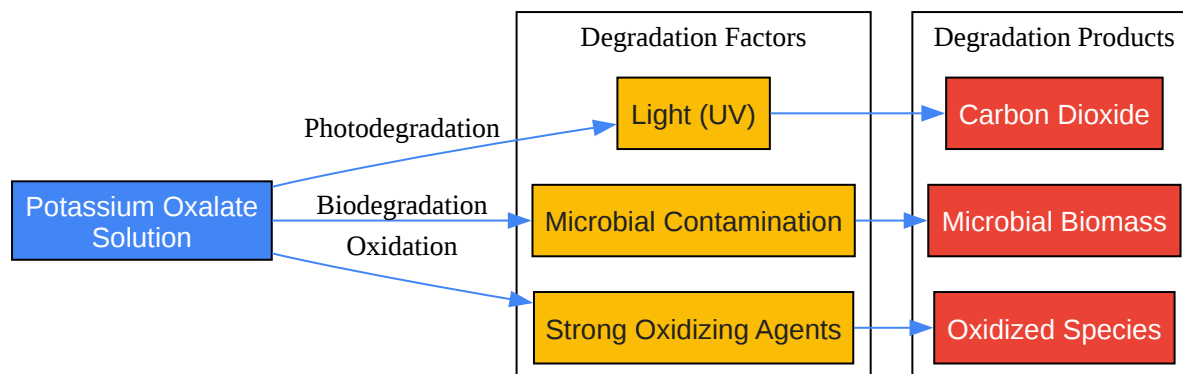 Degradation Factors
Degradation Products
Light (UV)
Carbon Dioxide
Photodegradation
Potassium Oxalate
Solution
Biodegradation
Microbial Contamination
Microbial Biomass
Oxidation
Strong Oxidizing Agents
Oxidized Species